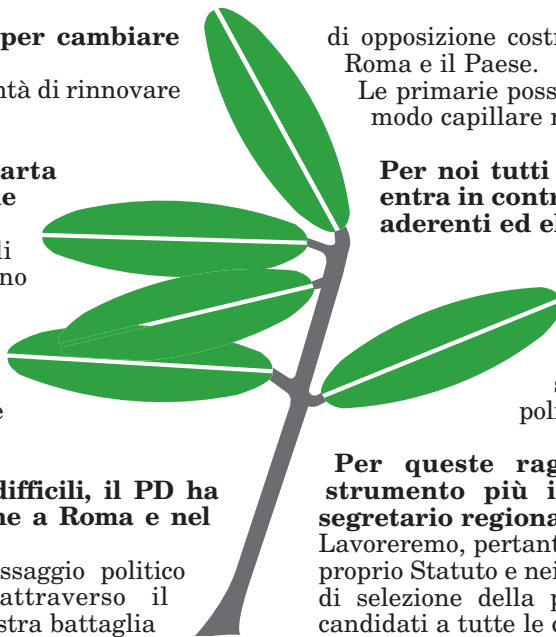 per cambiare
ntà di rinnovare
arta
e
li
no
e
difficili, il PD ha
ne a Roma e nel
ssaggio politico
attraverso il
stra battaglia
di opposizione costr
Roma e il Paese.
Le primarie poss
modo capillare n
Per noi tutti
entra in contr
aderenti ed el
s
poli
Per queste rag
strumento più i
segretario regiona
Lavoreremo, pertant
proprio Statuto e nei
di selezione della p
candidati a tutte le c